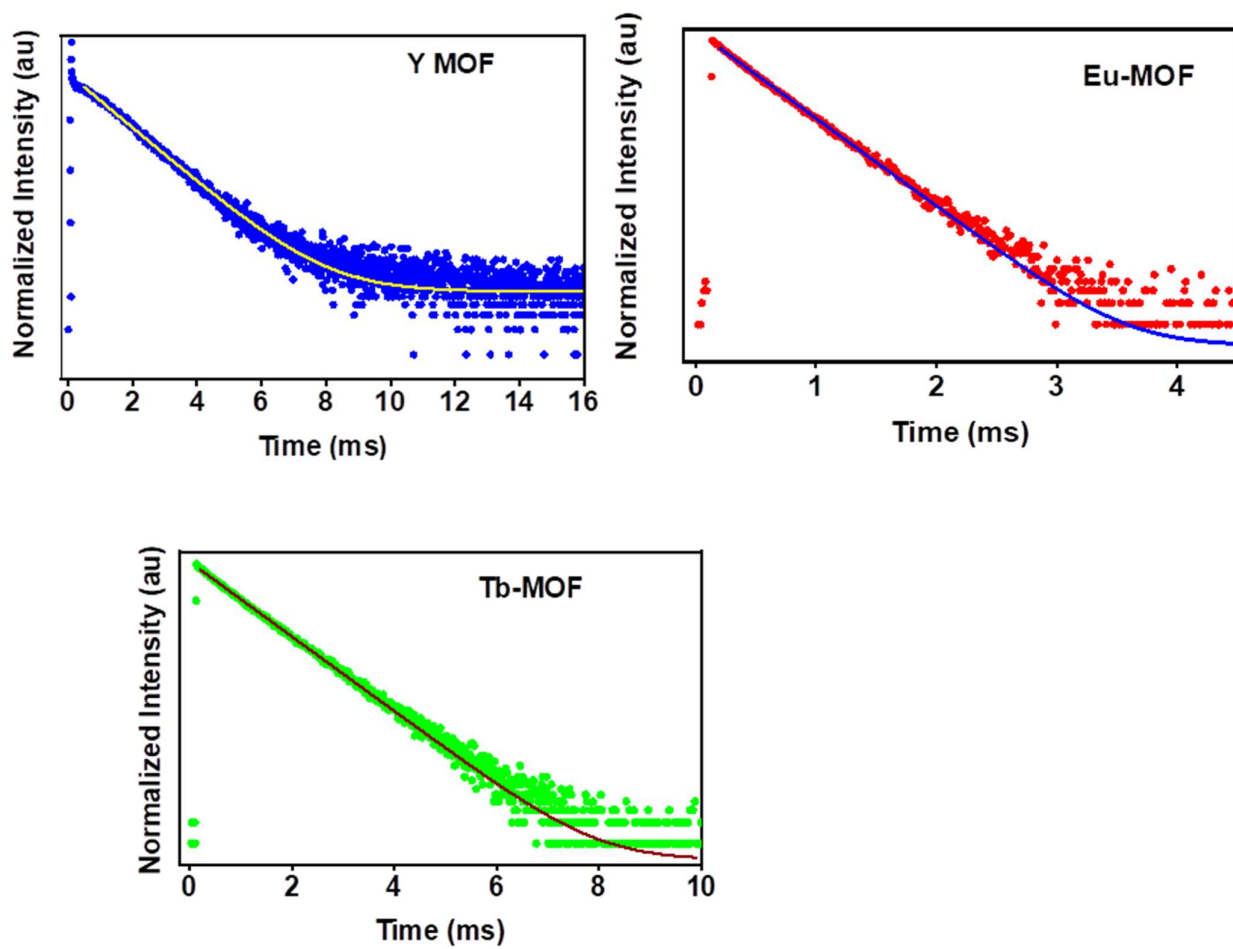 Normalized Intensity (au)
Y MOF
0 2 4 6 8 10 12 14 16
Time (ms)
Normalized Intensity (au)
Eu-MOF
0 1 2 3 4
Time (ms)
Normalized Intensity (au)
Tb-MOF
0 2 4 6 8 10
Time (ms)